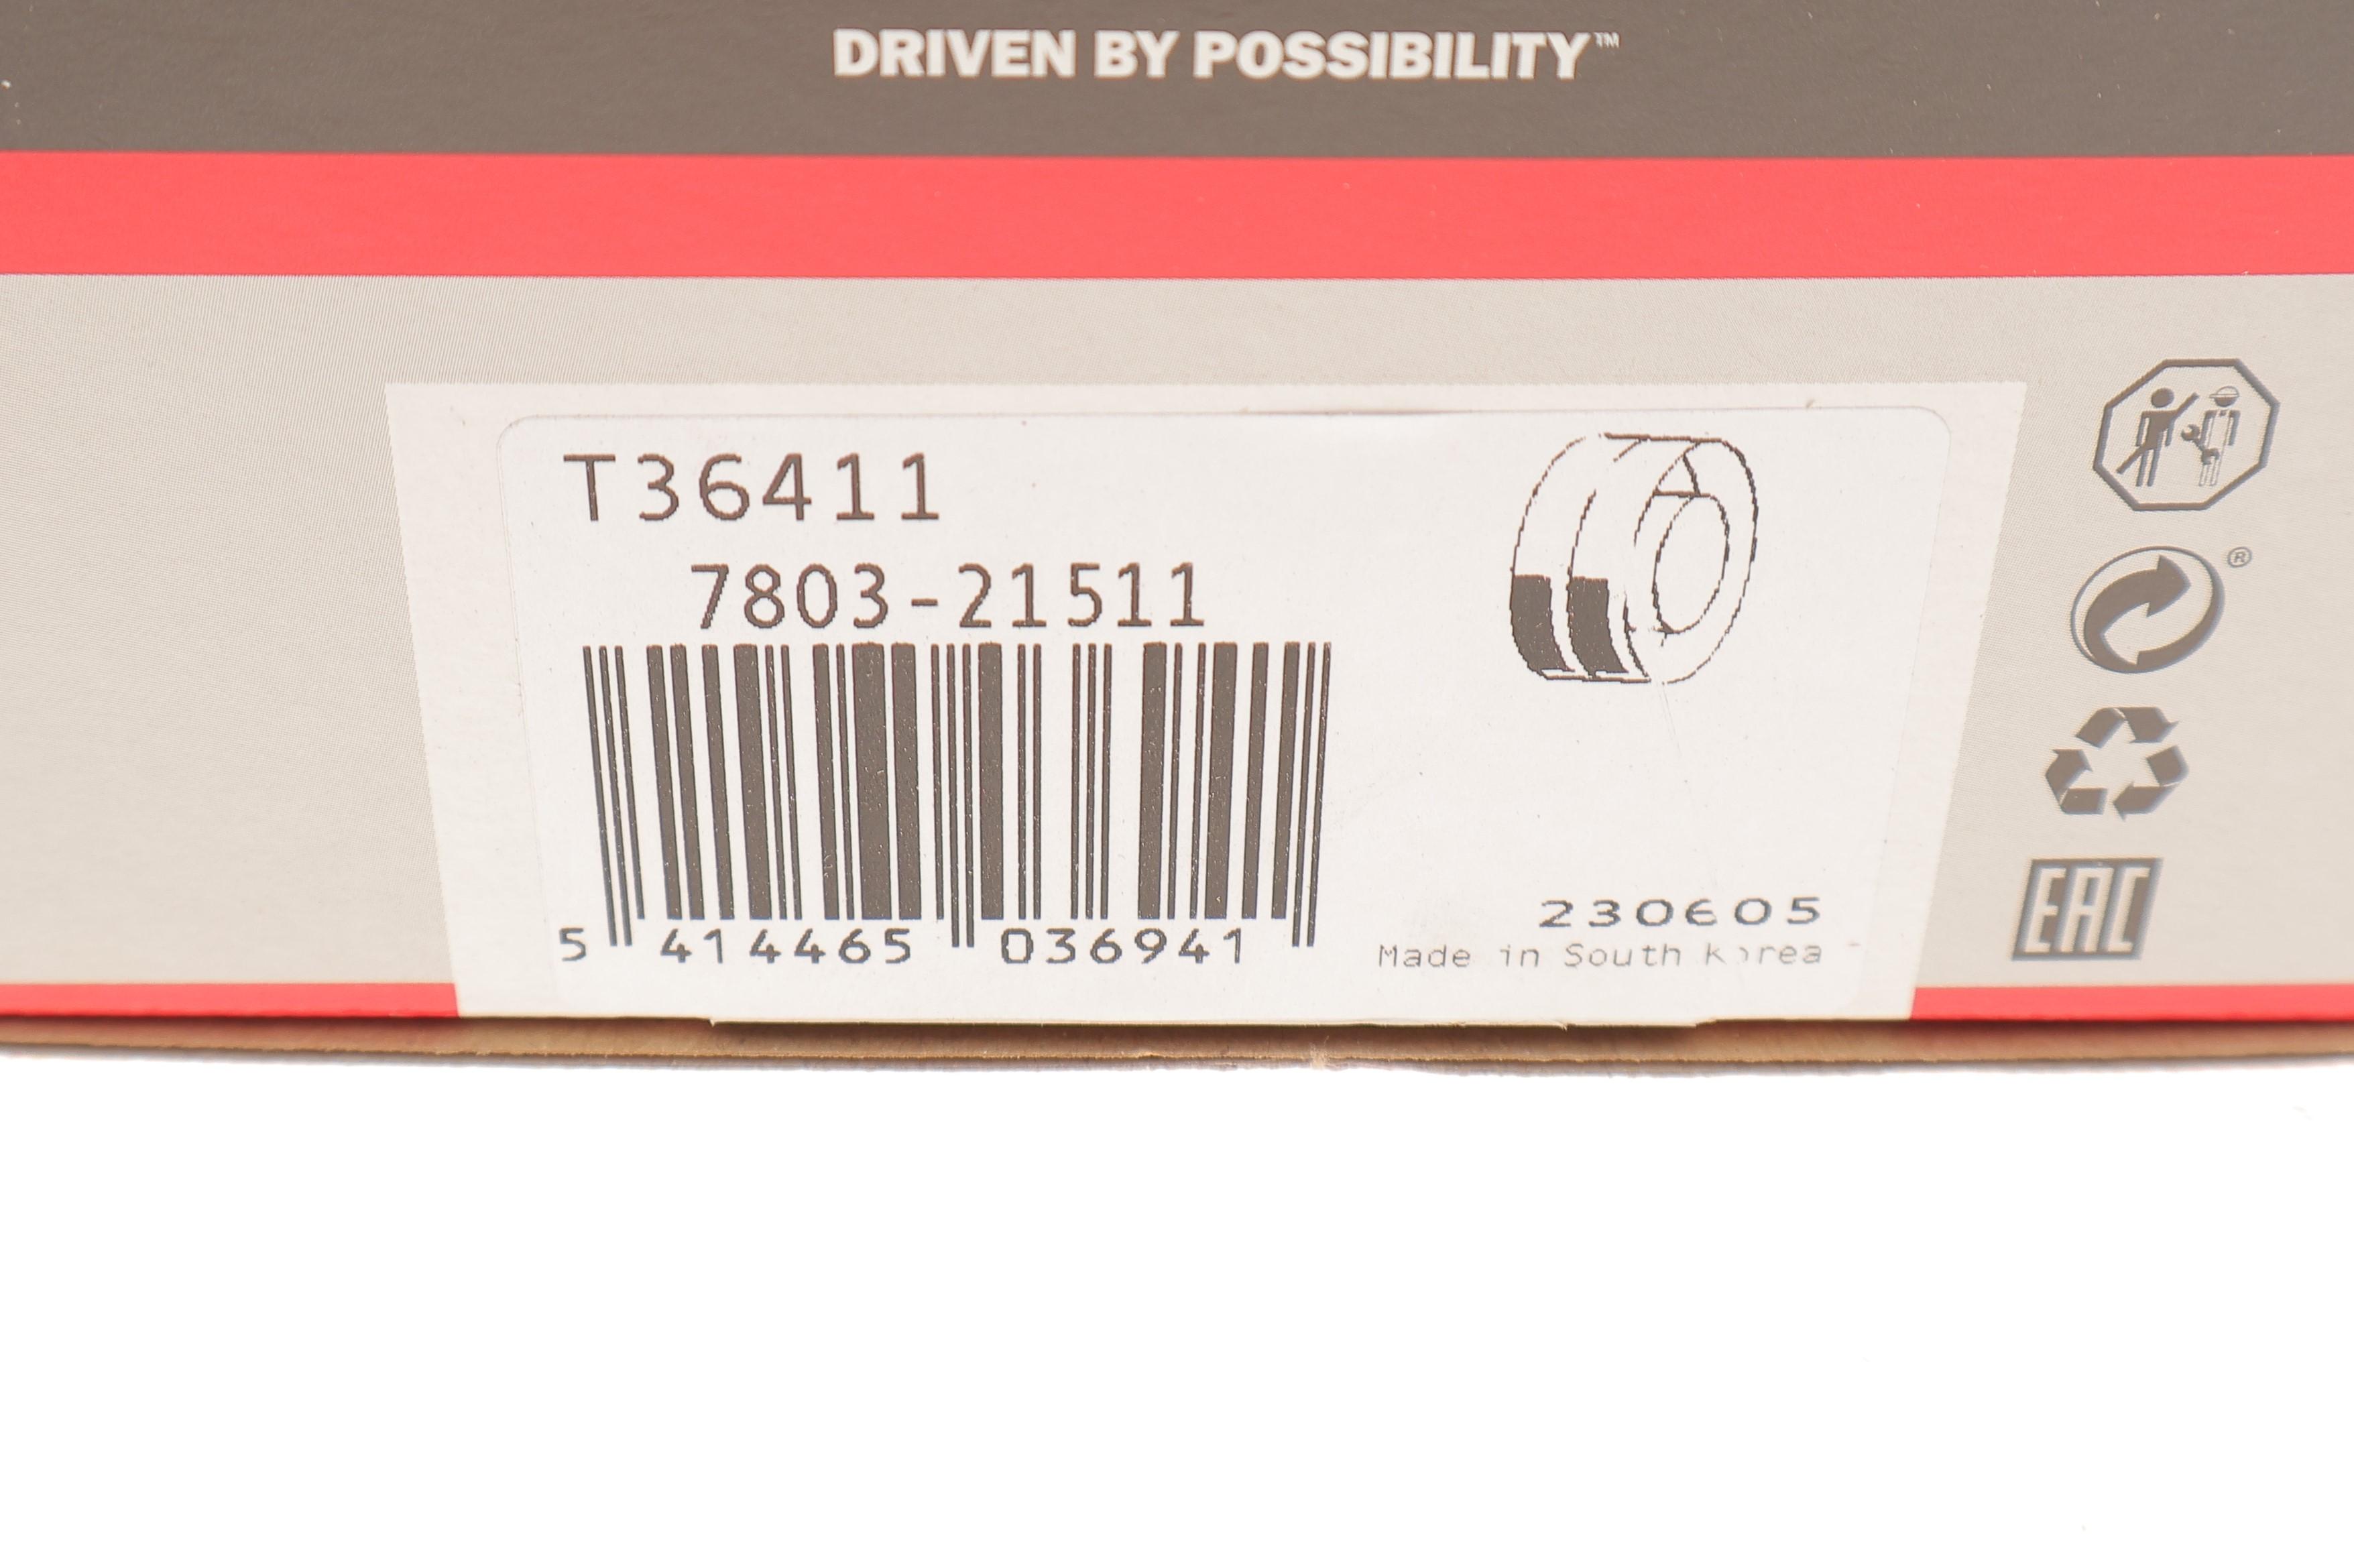 DRIVEN BY POSSIBILITY™
T36411
7803-21511
5 414465 036941
230605
Made in South Korea
®
EAC